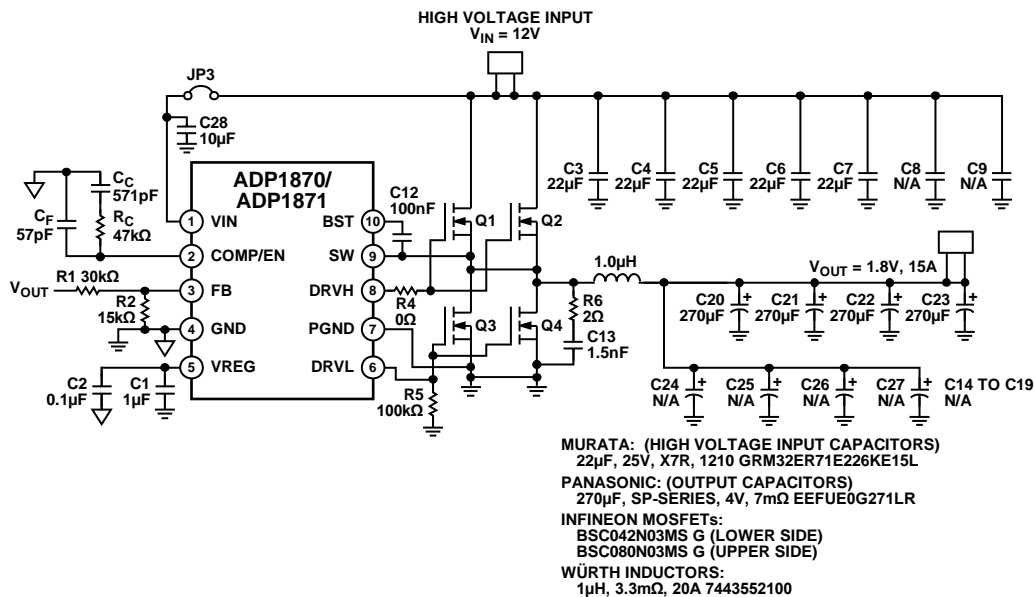 HIGH VOLTAGE INPUT
VIN = 12V
JP3
C28
10µF
CC
571pF
CF
57pF
RC
47kΩ
ADP1870/
ADP1871
1 VIN
2 COMP/EN
3 FB
4 GND
5 VREG
BST 10
SW 9
DRVH 8
PGND 7
DRVL 6
C12
100nF
Q1
Q2
C3
22µF
C4
22µF
C5
22µF
C6
22µF
C7
22µF
C8
N/A
C9
N/A
VOUT
R1 30kΩ
R2
15kΩ
C2
0.1µF
C1
1µF
R4
0Ω
Q3
Q4
R5
100kΩ
1.0µH
R6
2Ω
C13
1.5nF
VOUT = 1.8V, 15A
C20 +
270µF
C21 +
270µF
C22 +
270µF
C23 +
270µF
C24 +
N/A
C25 +
N/A
C26 +
N/A
C27 +
N/A
C14 TO C19
N/A
MURATA: (HIGH VOLTAGE INPUT CAPACITORS)
22µF, 25V, X7R, 1210 GRM32ER71E226KE15L
PANASONIC: (OUTPUT CAPACITORS)
270µF, SP-SERIES, 4V, 7mΩ EEFUE0G271LR
INFINEON MOSFETs:
BSC042N03MS G (LOWER SIDE)
BSC080N03MS G (UPPER SIDE)
WÜRTH INDUCTORS:
1µH, 3.3mΩ, 20A 7443552100